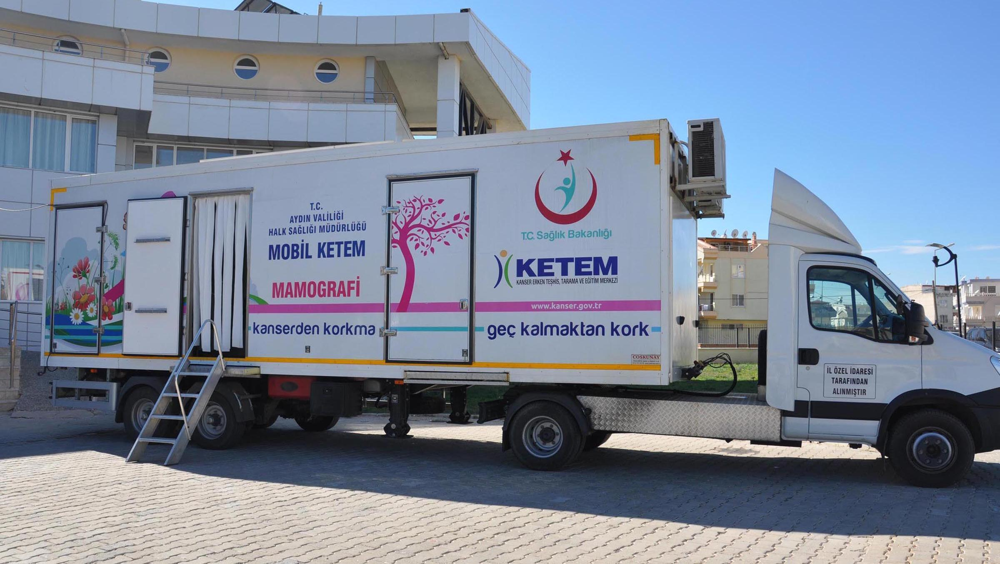 T.C.
AYDIN VALİLİĞİ
HALK SAĞLIĞI MÜDÜRLÜĞÜ
MOBİL KETEM
MAMOGRAFİ
kanserden korkma
T.C. Sağlık Bakanlığı
KETEM
KANSER ERKEN TEŞHİS, TARAMA VE EĞİTİM MERKEZİ
www.kanser.gov.tr
geç kalmaktan kork
COŞKUNAY
İL ÖZEL İDARESİ
TARAFINDAN
ALINMIŞTIR